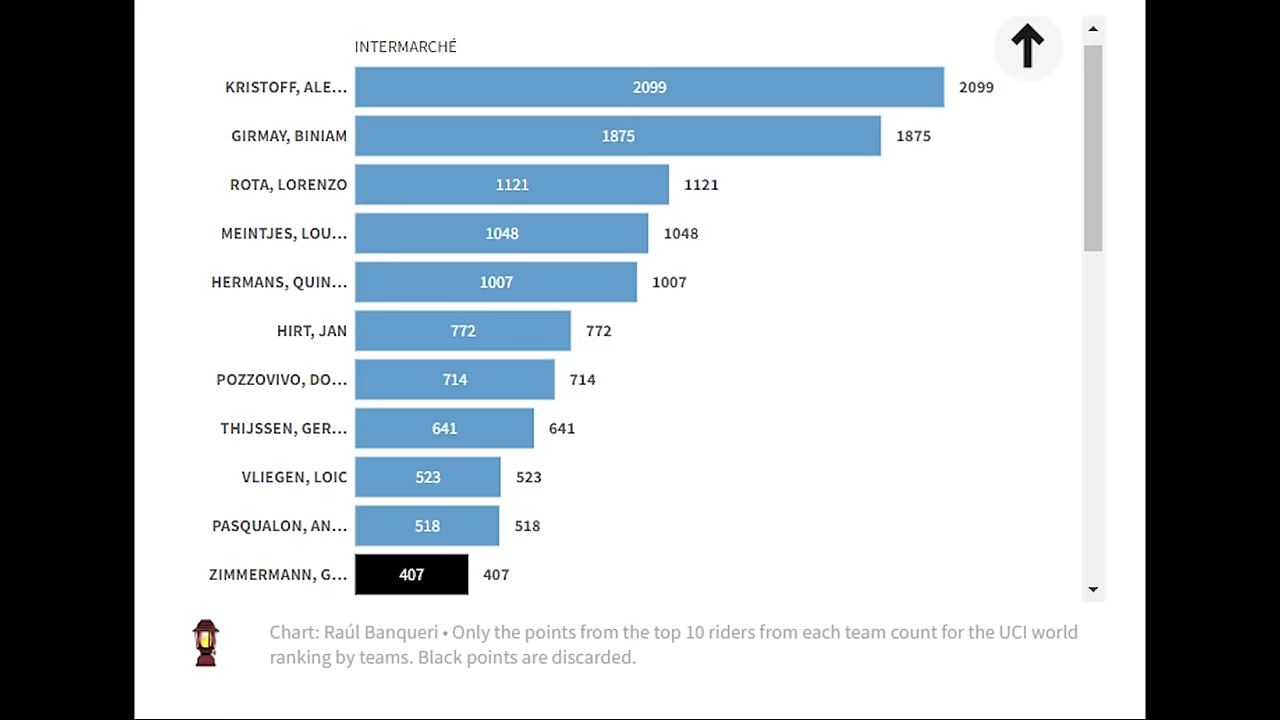 INTERMARCHÉ
KRISTOFF, ALE... 2099 2099
GIRMAY, BINIAM 1875 1875
ROTA, LORENZO 1121 1121
MEINTJES, LOU... 1048 1048
HERMANS, QUIN... 1007 1007
HIRT, JAN 772 772
POZZOVIVO, DO... 714 714
THIJSSEN, GER... 641 641
VLIEGEN, LOIC 523 523
PASQUALON, AN... 518 518
ZIMMERMANN, G... 407 407
Chart: Raúl Banqueri • Only the points from the top 10 riders from each team count for the UCI world
ranking by teams. Black points are discarded.